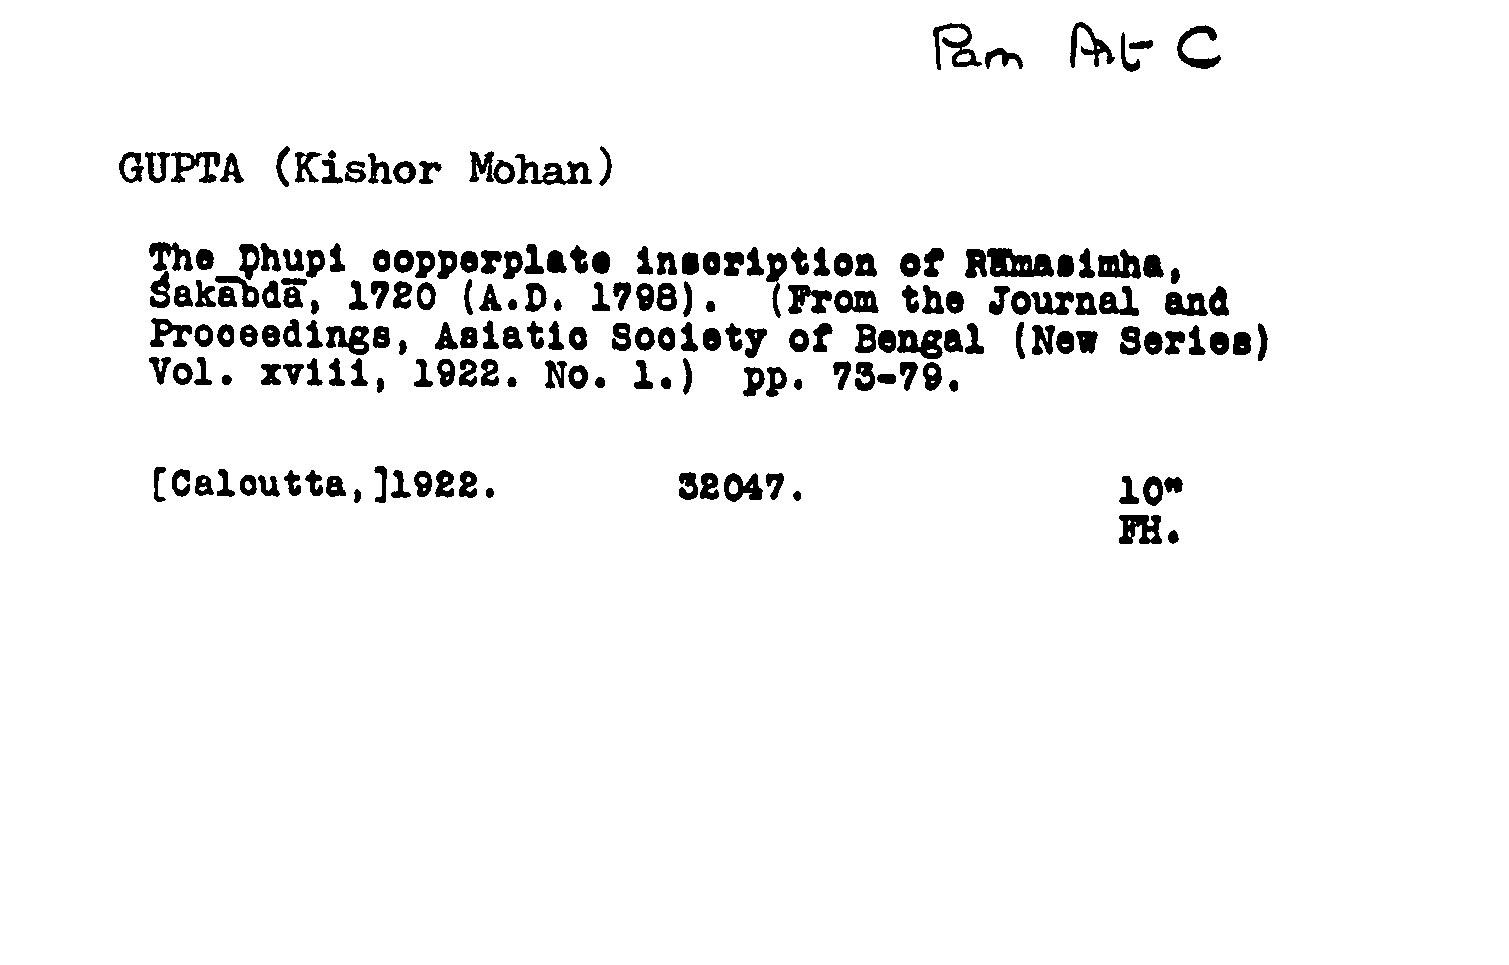 Pam Art C
GUPTA (Kishor Mohan)
The Dhupi copperplate inscription of Rāmasimha,
Śakābdā, 1720 (A.D. 1798). (From the Journal and
Proceedings, Asiatic Society of Bengal (New Series)
Vol. xviii, 1922. No. 1.) pp. 73-79.
[Calcutta,]1922. 32047. 10"
FH.